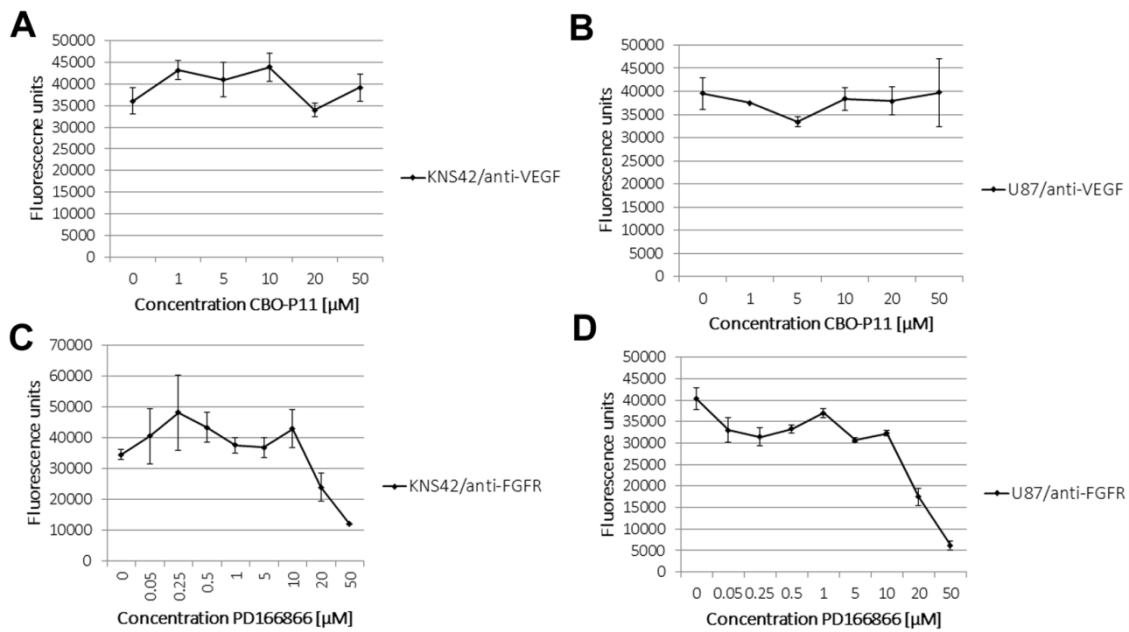 A
50000
45000
40000
35000
30000
25000
20000
15000
10000
5000
0
Fluorescecne units
0 1 5 10 20 50
Concentration CBO-P11 [µM]
KNS42/anti-VEGF
B
50000
45000
40000
35000
30000
25000
20000
15000
10000
5000
0
Fluorescence units
0 1 5 10 20 50
Concentration CBO-P11 [µM]
U87/anti-VEGF
C
70000
60000
50000
40000
30000
20000
10000
0
Fluorescence units
0 0.05 0.25 0.5 1 5 10 20 50
Concentration PD166866 [µM]
KNS42/anti-FGFR
D
50000
45000
40000
35000
30000
25000
20000
15000
10000
5000
0
Fluorescence units
0 0.05 0.25 0.5 1 5 10 20 50
Concentration PD166866 [µM]
U87/anti-FGFR